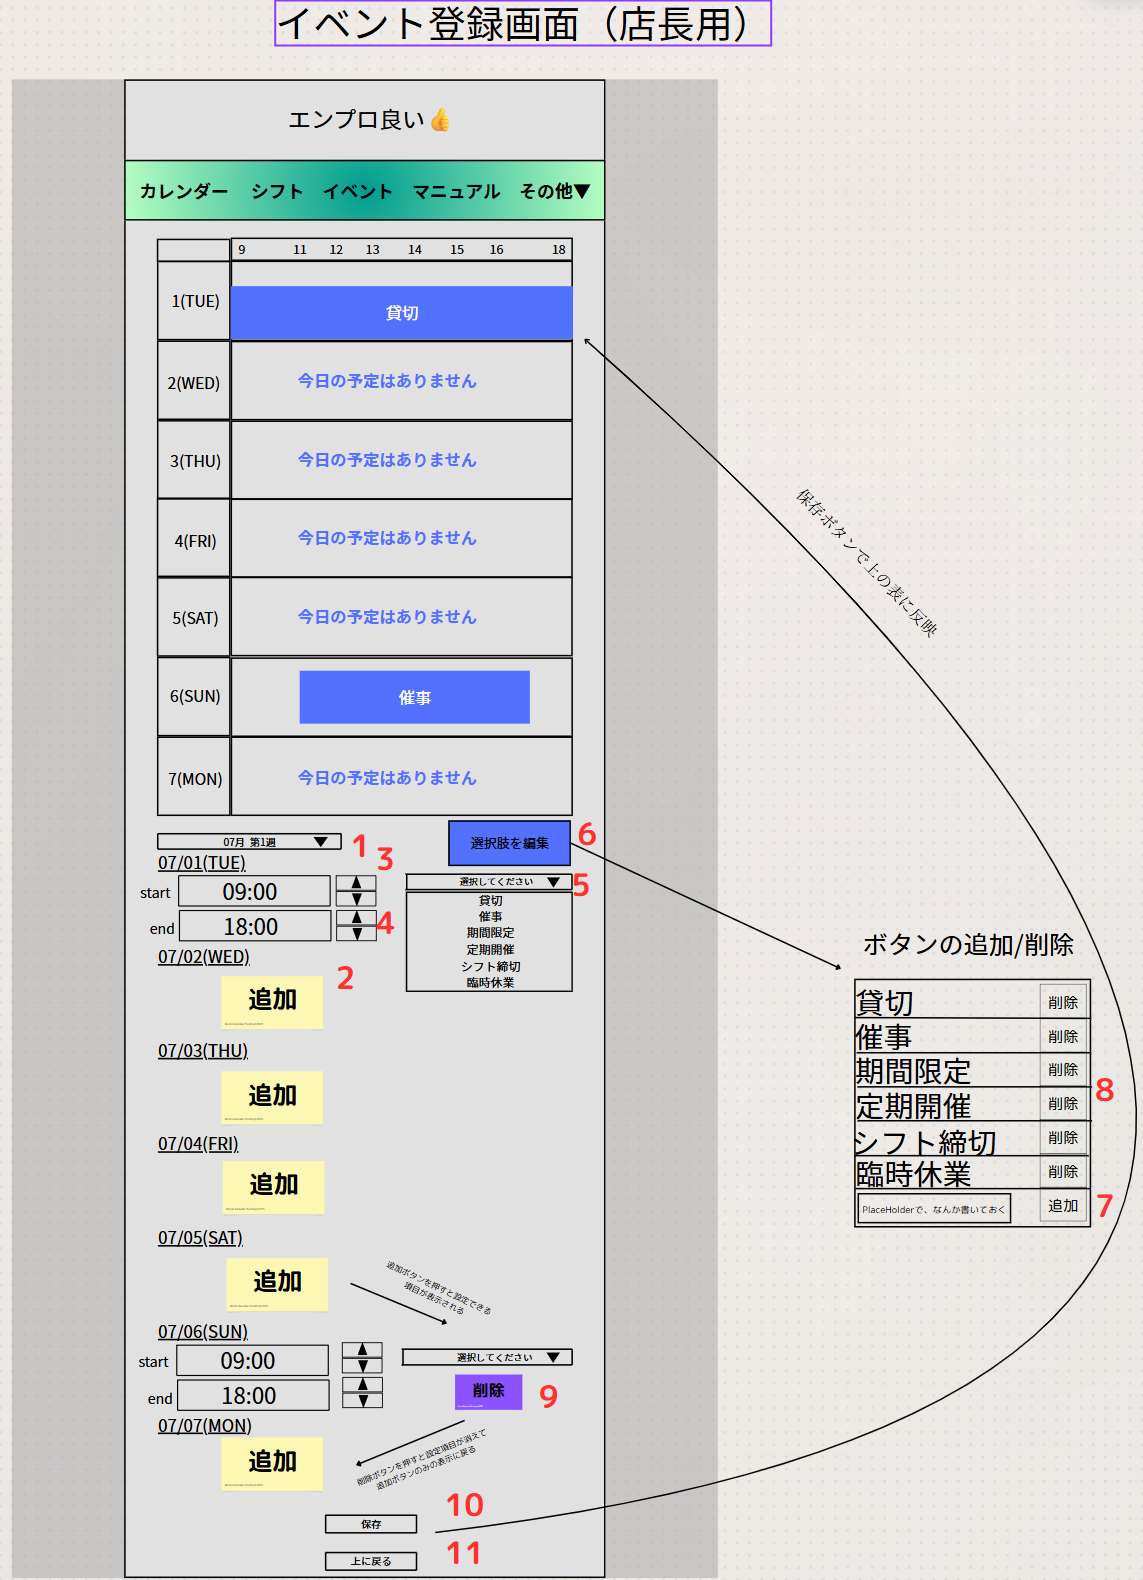 イベント登録画面（店長用）
エンプロ良い👍
カレンダー シフト イベント マニュアル その他▼
9 11 12 13 14 15 16 18
1(TUE) 貸切
2(WED) 今日の予定はありません
3(THU) 今日の予定はありません
4(FRI) 今日の予定はありません
5(SAT) 今日の予定はありません
6(SUN) 催事
7(MON) 今日の予定はありません
保存ボタンで上の表に反映
07月 第1週 ▼ 1
選択肢を編集 6
07/01(TUE) 3
start 09:00 ▲ ▼
end 18:00 ▲ ▼ 4
選択してください ▼ 5
貸切
催事
期間限定
定期開催
シフト締切
臨時休業
07/02(WED)
追加 2
07/03(THU)
追加
07/04(FRI)
追加
07/05(SAT)
追加
追加ボタンを押すと設定できる
項目が表示される
07/06(SUN)
start 09:00 ▲ ▼
end 18:00 ▲ ▼
選択してください ▼
削除 9
07/07(MON)
追加
削除ボタンを押すと設定項目が消えて
追加ボタンのみの表示に戻る
10
保存
11
上に戻る
ボタンの追加/削除
貸切 削除
催事 削除
期間限定 削除
定期開催 削除
シフト締切 削除
臨時休業 削除
8
PlaceHolderで、なんか書いておく 追加 7